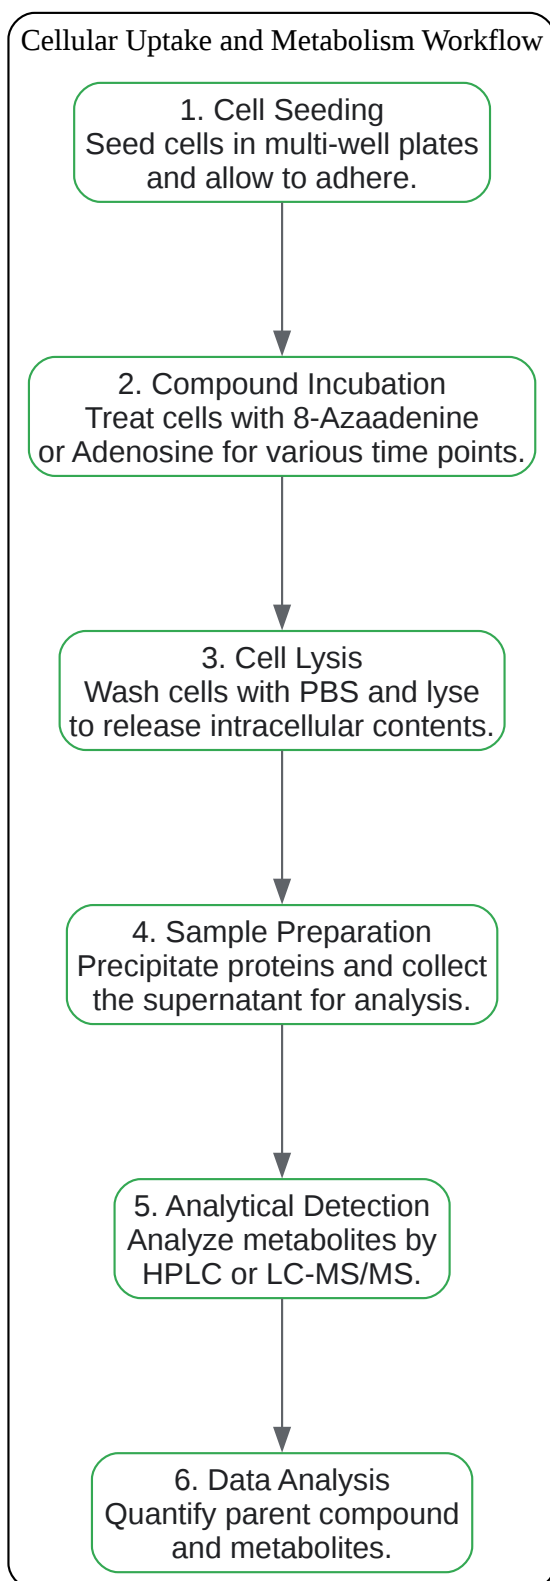 Cellular Uptake and Metabolism Workflow
1. Cell Seeding
Seed cells in multi-well plates
and allow to adhere.
2. Compound Incubation
Treat cells with 8-Azaadenine
or Adenosine for various time points.
3. Cell Lysis
Wash cells with PBS and lyse
to release intracellular contents.
4. Sample Preparation
Precipitate proteins and collect
the supernatant for analysis.
5. Analytical Detection
Analyze metabolites by
HPLC or LC-MS/MS.
6. Data Analysis
Quantify parent compound
and metabolites.